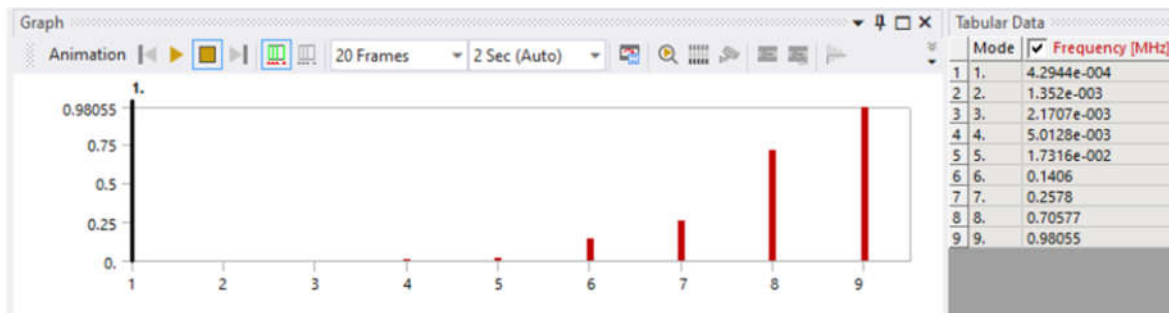 Graph
Animation 20 Frames 2 Sec (Auto)
1.
0.98055
0.75
0.5
0.25
0.
1 2 3 4 5 6 7 8 9
Tabular Data
Mode Frequency [MHz]
1 1. 4.2944e-004
2 2. 1.352e-003
3 3. 2.1707e-003
4 4. 5.0128e-003
5 5. 1.7316e-002
6 6. 0.1406
7 7. 0.2578
8 8. 0.70577
9 9. 0.98055